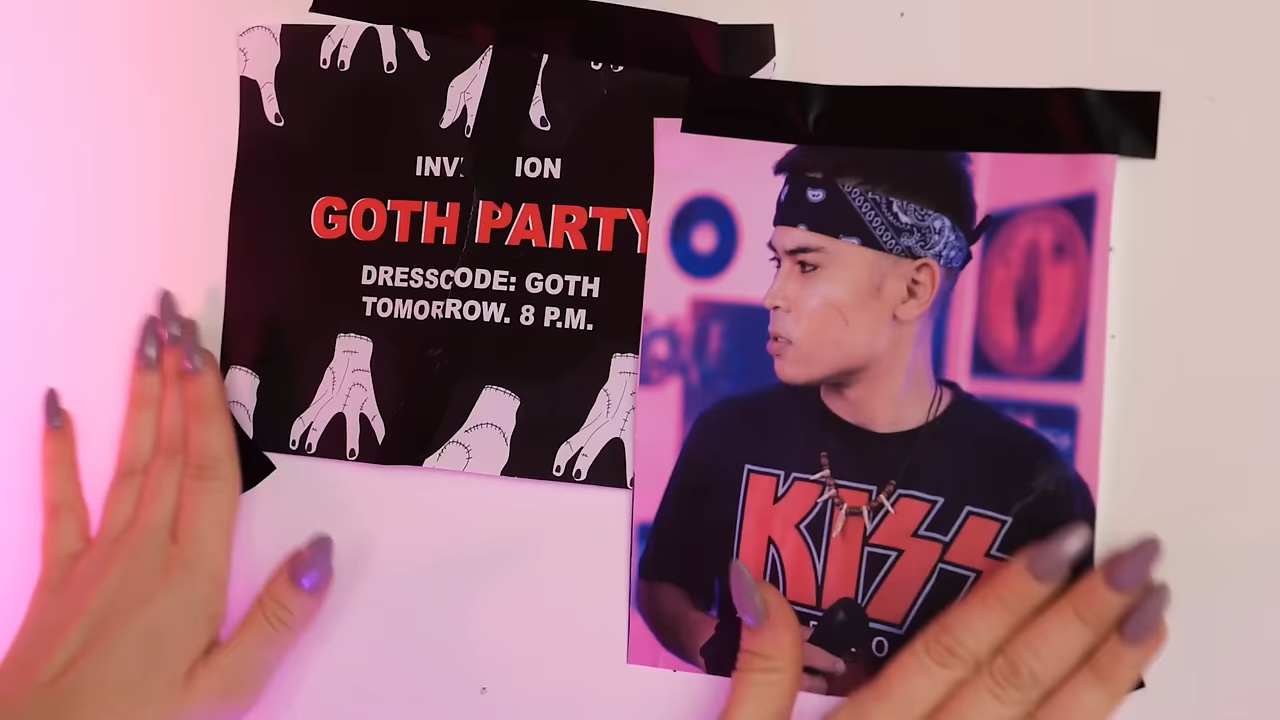 INV ION
GOTH PARTY
DRESSCODE: GOTH
TOMORROW. 8 P.M.
KISS